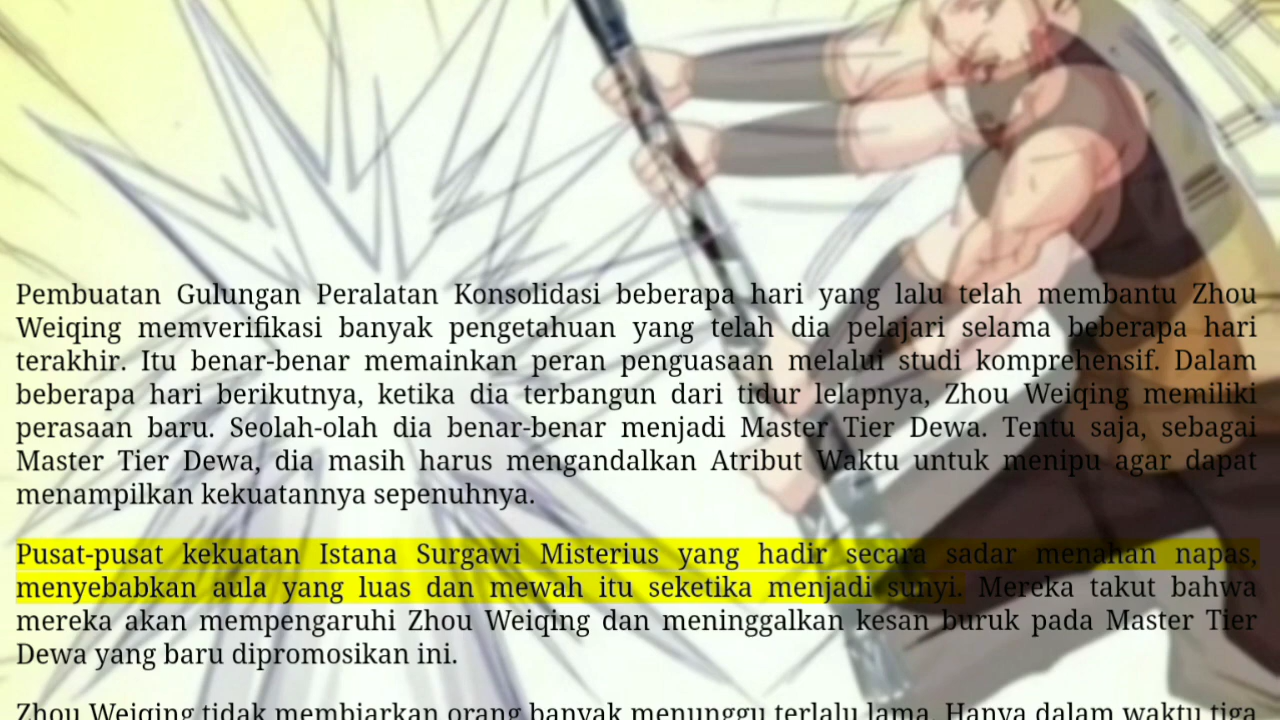 Pembuatan Gulungan Peralatan Konsolidasi beberapa hari yang lalu telah membantu Zhou
Weiqing memverifikasi banyak pengetahuan yang telah dia pelajari selama beberapa hari
terakhir. Itu benar-benar memainkan peran penguasaan melalui studi komprehensif. Dalam
beberapa hari berikutnya, ketika dia terbangun dari tidur lelapnya, Zhou Weiqing memiliki
perasaan baru. Seolah-olah dia benar-benar menjadi Master Tier Dewa. Tentu saja, sebagai
Master Tier Dewa, dia masih harus mengandalkan Atribut Waktu untuk menipu agar dapat
menampilkan kekuatannya sepenuhnya.
Pusat-pusat kekuatan Istana Surgawi Misterius yang hadir secara sadar menahan napas,
menyebabkan aula yang luas dan mewah itu seketika menjadi sunyi. Mereka takut bahwa
mereka akan mempengaruhi Zhou Weiqing dan meninggalkan kesan buruk pada Master Tier
Dewa yang baru dipromosikan ini.
Zhou Weiqing tidak membiarkan orang banyak menunggu terlalu lama. Hanya dalam waktu tiga